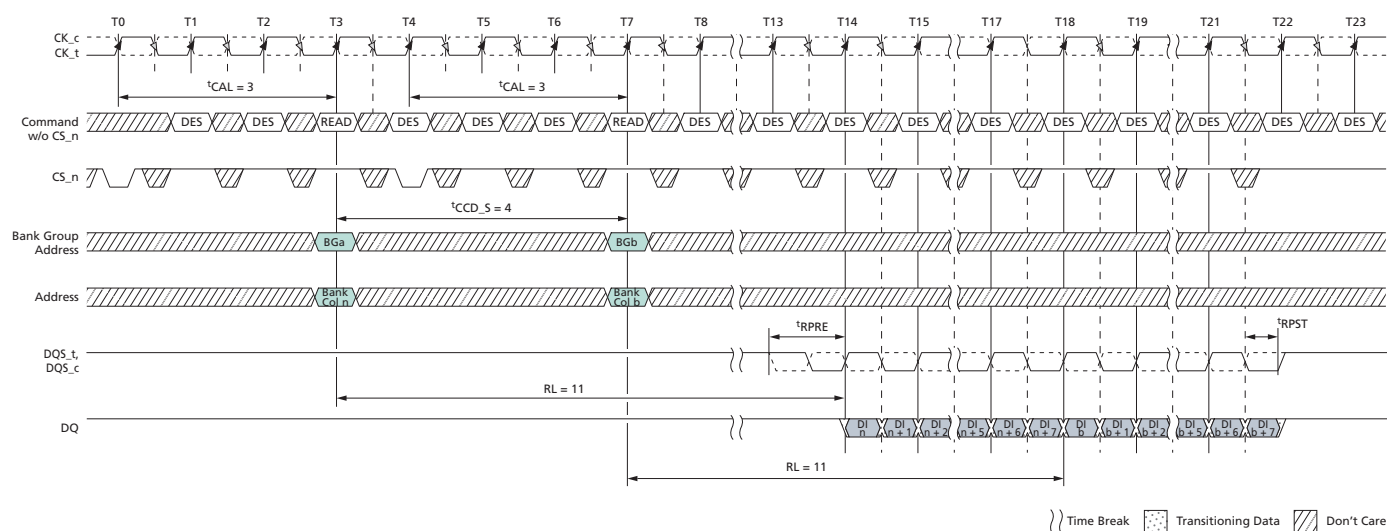 T0 T1 T2 T3 T4 T5 T6 T7 T8 T13 T14 T15 T17 T18 T19 T21 T22 T23
CK_c
CK_t
tCAL = 3 tCAL = 3
Command
w/o CS_n
DES DES READ DES DES DES READ DES DES DES DES DES DES DES DES DES DES
CS_n
tCCD_S = 4
Bank Group
Address
BGa BGb
Address
Bank
Col n
Bank
Col b
tRPRE tRPST
DQS_t,
DQS_c
RL = 11
DQ
DI
n
DI
n + 1
DI
n + 2
DI
n + 5
DI
n + 6
DI
n + 7
DI
b
DI
b + 1
DI
b + 2
DI
b + 5
DI
b + 6
DI
b + 7
RL = 11
Time Break Transitioning Data Don't Care